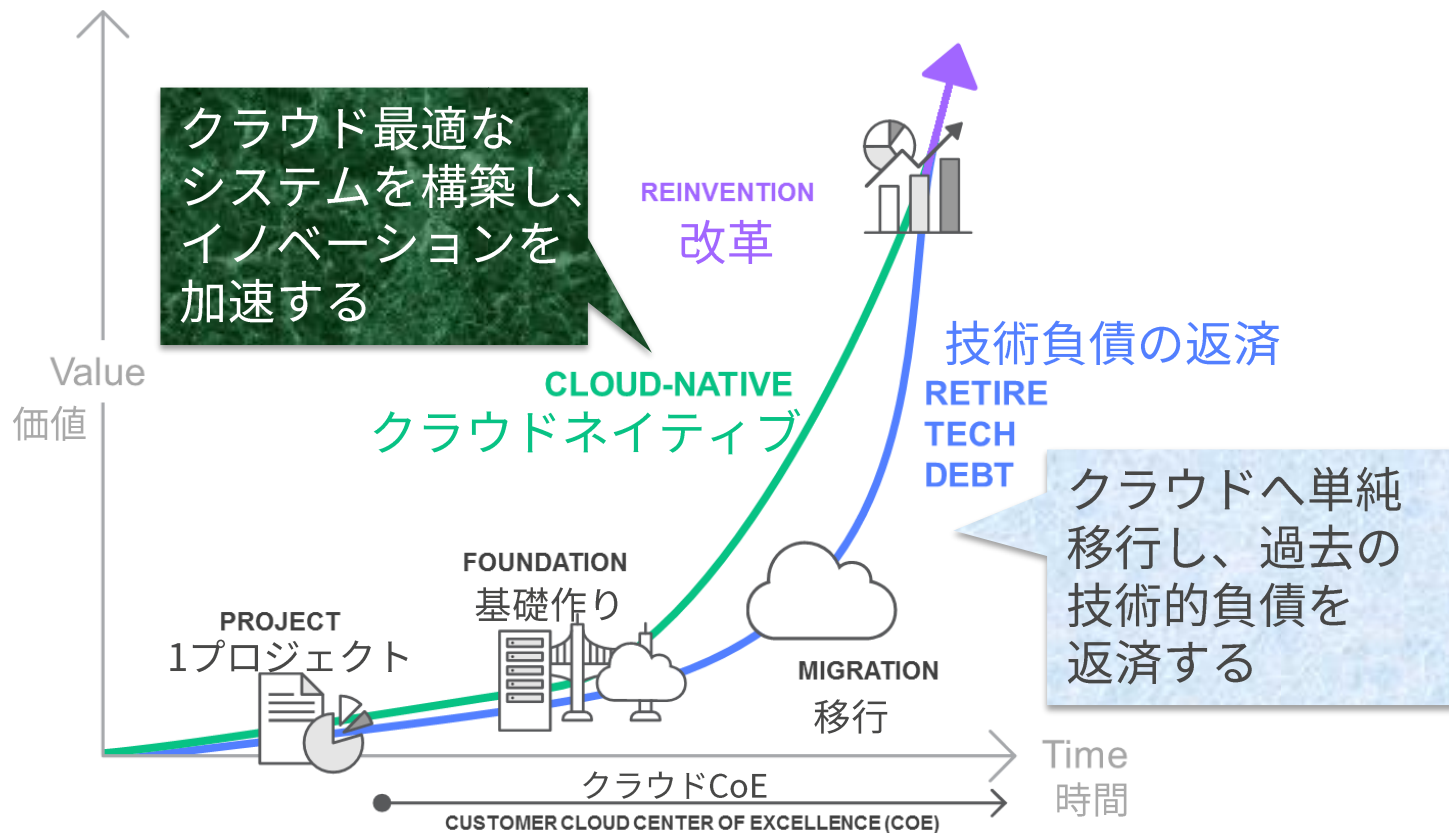 クラウド最適な
システムを構築し、
イノベーションを
加速する
REINVENTION
改革
Value
価値
CLOUD-NATIVE
クラウドネイティブ
技術負債の返済
RETIRE
TECH
DEBT
クラウドへ単純
移行し、過去の
技術的負債を
返済する
FOUNDATION
基礎作り
PROJECT
1プロジェクト
MIGRATION
移行
Time
時間
クラウドCoE
CUSTOMER CLOUD CENTER OF EXCELLENCE (COE)